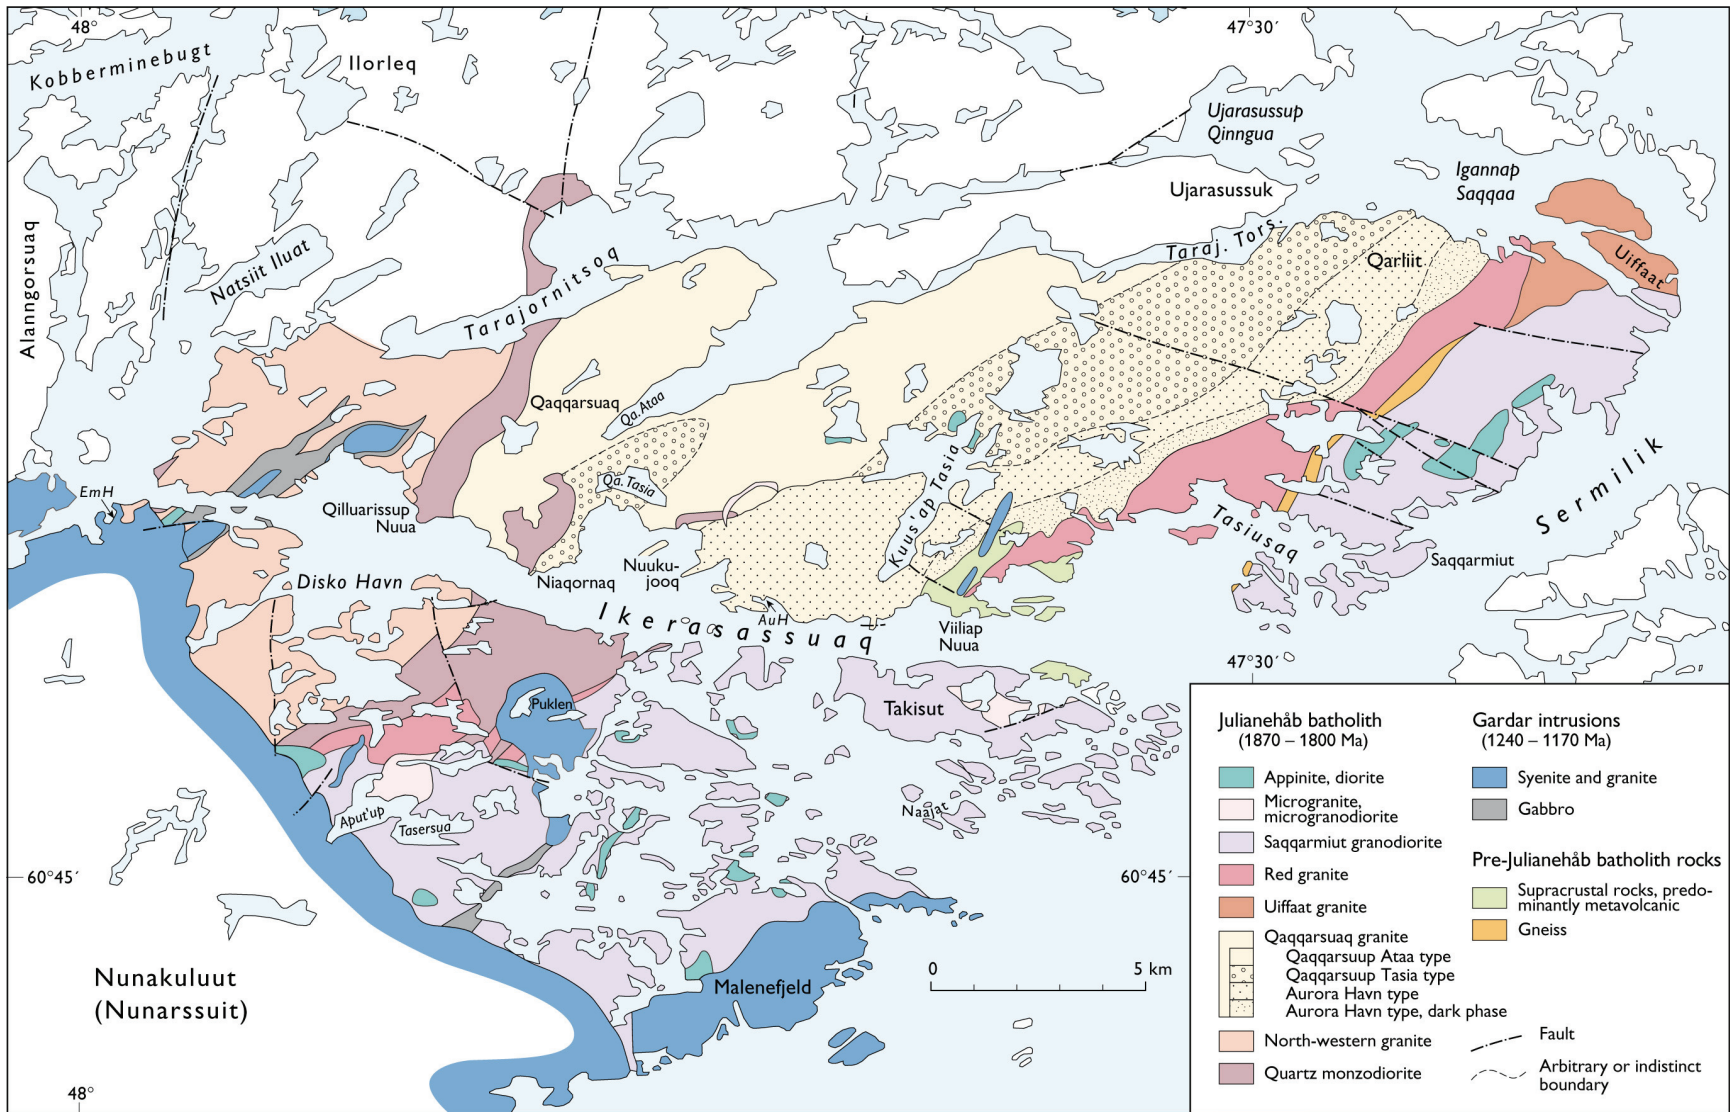 48°
47°30´
Kobberminebugt
Ilorleq
Ujarasussup
Qinngua
Igannap
Saqqaa
Ujarasussuk
Alanngorsuaq
Natsiit Iluat
Tarajornitsoq
Taraj. Tors.
Qarliit
Uiffaat
Qaqqarsuaq
Qa. Ataa
Qa. Tasia
Kuus'ap Tasia
EmH
Qilluarissup
Nuua
Sermilik
Tasiusaq
Saqqarmiut
Disko Havn
Niaqornaq
Nuuku-
jooq
AuH
Ikerasassuaq
Viiliap
Nuua
47°30´
Puklen
Takisut
Naajat
Aput'up
Tasersua
60°45´
60°45´
Nunakuluut
(Nunarssuit)
Malenefjeld
0
5 km
48°
Julianehåb batholith
(1870 – 1800 Ma)
Appinite, diorite
Microgranite,
microgranodiorite
Saqqarmiut granodiorite
Red granite
Uiffaat granite
Qaqqarsuaq granite
Qaqqarsuup Ataa type
Qaqqarsuup Tasia type
Aurora Havn type
Aurora Havn type, dark phase
North-western granite
Quartz monzodiorite
Gardar intrusions
(1240 – 1170 Ma)
Syenite and granite
Gabbro
Pre-Julianehåb batholith rocks
Supracrustal rocks, predo-
minantly metavolcanic
Gneiss
Fault
Arbitrary or indistinct
boundary